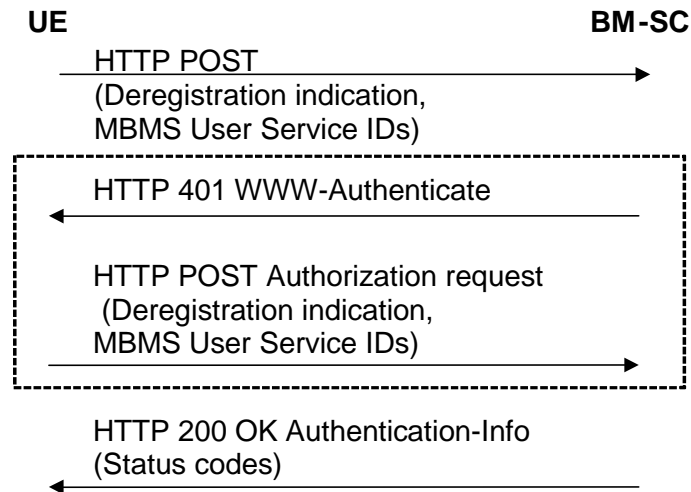 UE BM-SC
HTTP POST
(Deregistration indication,
MBMS User Service IDs)
HTTP 401 WWW-Authenticate
HTTP POST Authorization request
(Deregistration indication,
MBMS User Service IDs)
HTTP 200 OK Authentication-Info
(Status codes)